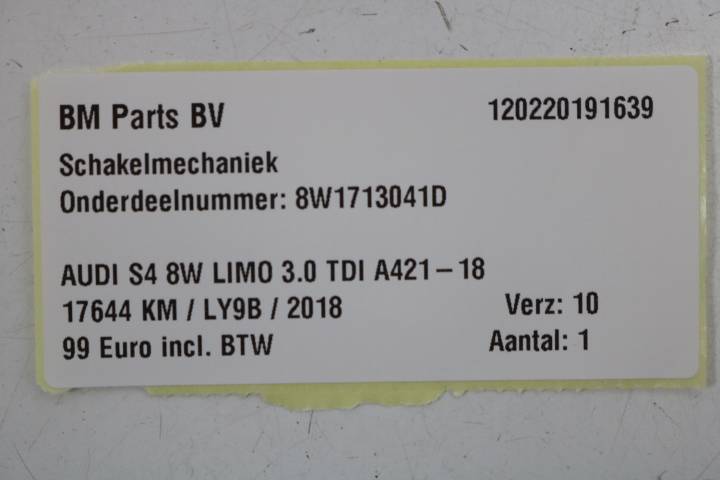 BM Parts BV 120220191639
Schakelmechaniek
Onderdeelnummer: 8W1713041D
AUDI S4 8W LIMO 3.0 TDI A421-18
17644 KM / LY9B / 2018 Verz: 10
99 Euro incl. BTW Aantal: 1